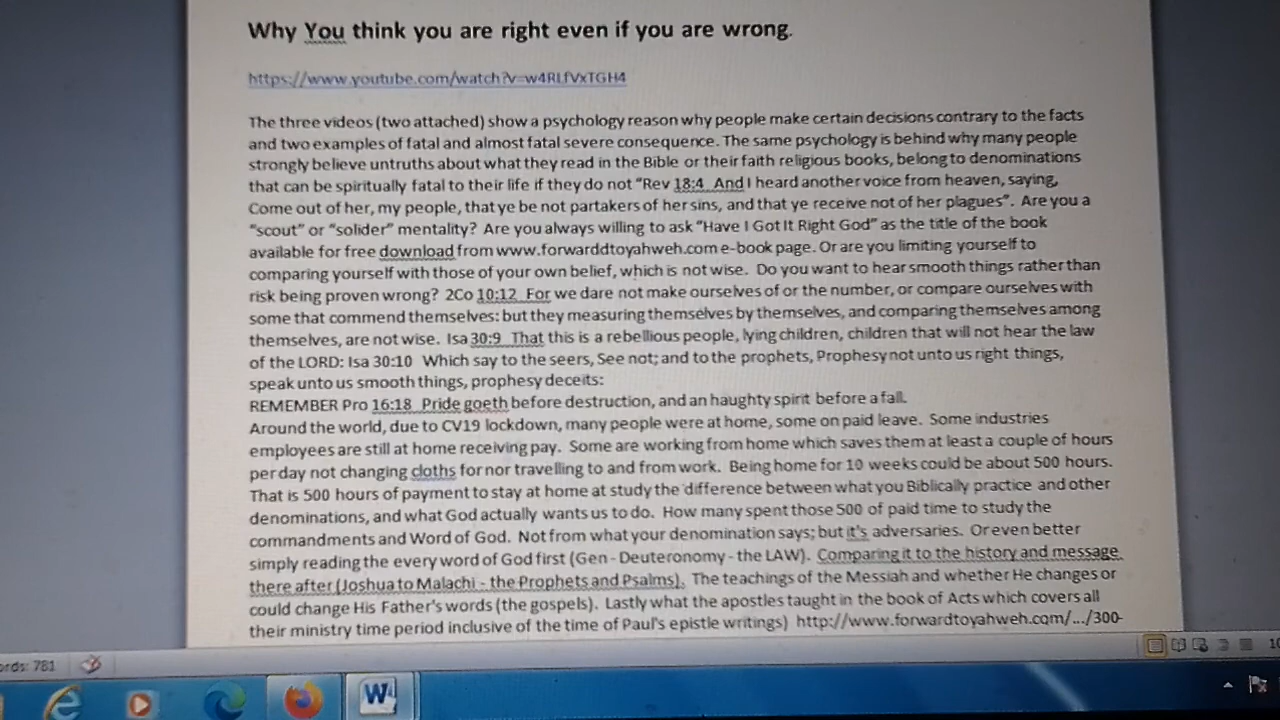 Why You think you are right even if you are wrong.
https://www.youtube.com/watch?v=w4RLfVxTGH4
The three videos (two attached) show a psychology reason why people make certain decisions contrary to the facts
and two examples of fatal and almost fatal severe consequence. The same psychology is behind why many people
strongly believe untruths about what they read in the Bible or their faith religious books, belong to denominations
that can be spiritually fatal to their life if they do not "Rev 18:4 And I heard another voice from heaven, saying,
Come out of her, my people, that ye be not partakers of her sins, and that ye receive not of her plagues". Are you a
"scout" or "solider" mentality? Are you always willing to ask "Have I Got It Right God" as the title of the book
available for free download from www.forwarddtoyahweh.com e-book page. Or are you limiting yourself to
comparing yourself with those of your own belief, which is not wise. Do you want to hear smooth things rather than
risk being proven wrong? 2Co 10:12 For we dare not make ourselves of or the number, or compare ourselves with
some that commend themselves: but they measuring themselves by themselves, and comparing themselves among
themselves, are not wise. Isa 30:9 That this is a rebellious people, lying children, children that will not hear the law
of the LORD: Isa 30:10 Which say to the seers, See not; and to the prophets, Prophesy not unto us right things,
speak unto us smooth things, prophesy deceits:
REMEMBER Pro 16:18 Pride goeth before destruction, and an haughty spirit before a fall.
Around the world, due to CV19 lockdown, many people were at home, some on paid leave. Some industries
employees are still at home receiving pay. Some are working from home which saves them at least a couple of hours
per day not changing cloths for nor travelling to and from work. Being home for 10 weeks could be about 500 hours.
That is 500 hours of payment to stay at home at study the difference between what you Biblically practice and other
denominations, and what God actually wants us to do. How many spent those 500 of paid time to study the
commandments and Word of God. Not from what your denomination says; but it's adversaries. Or even better
simply reading the every word of God first (Gen - Deuteronomy - the LAW). Comparing it to the history and message
there after (Joshua to Malachi - the Prophets and Psalms). The teachings of the Messiah and whether He changes or
could change His Father's words (the gospels). Lastly what the apostles taught in the book of Acts which covers all
their ministry time period inclusive of the time of Paul's epistle writings) http://www.forwardtoyahweh.com/.../300-
ords: 781